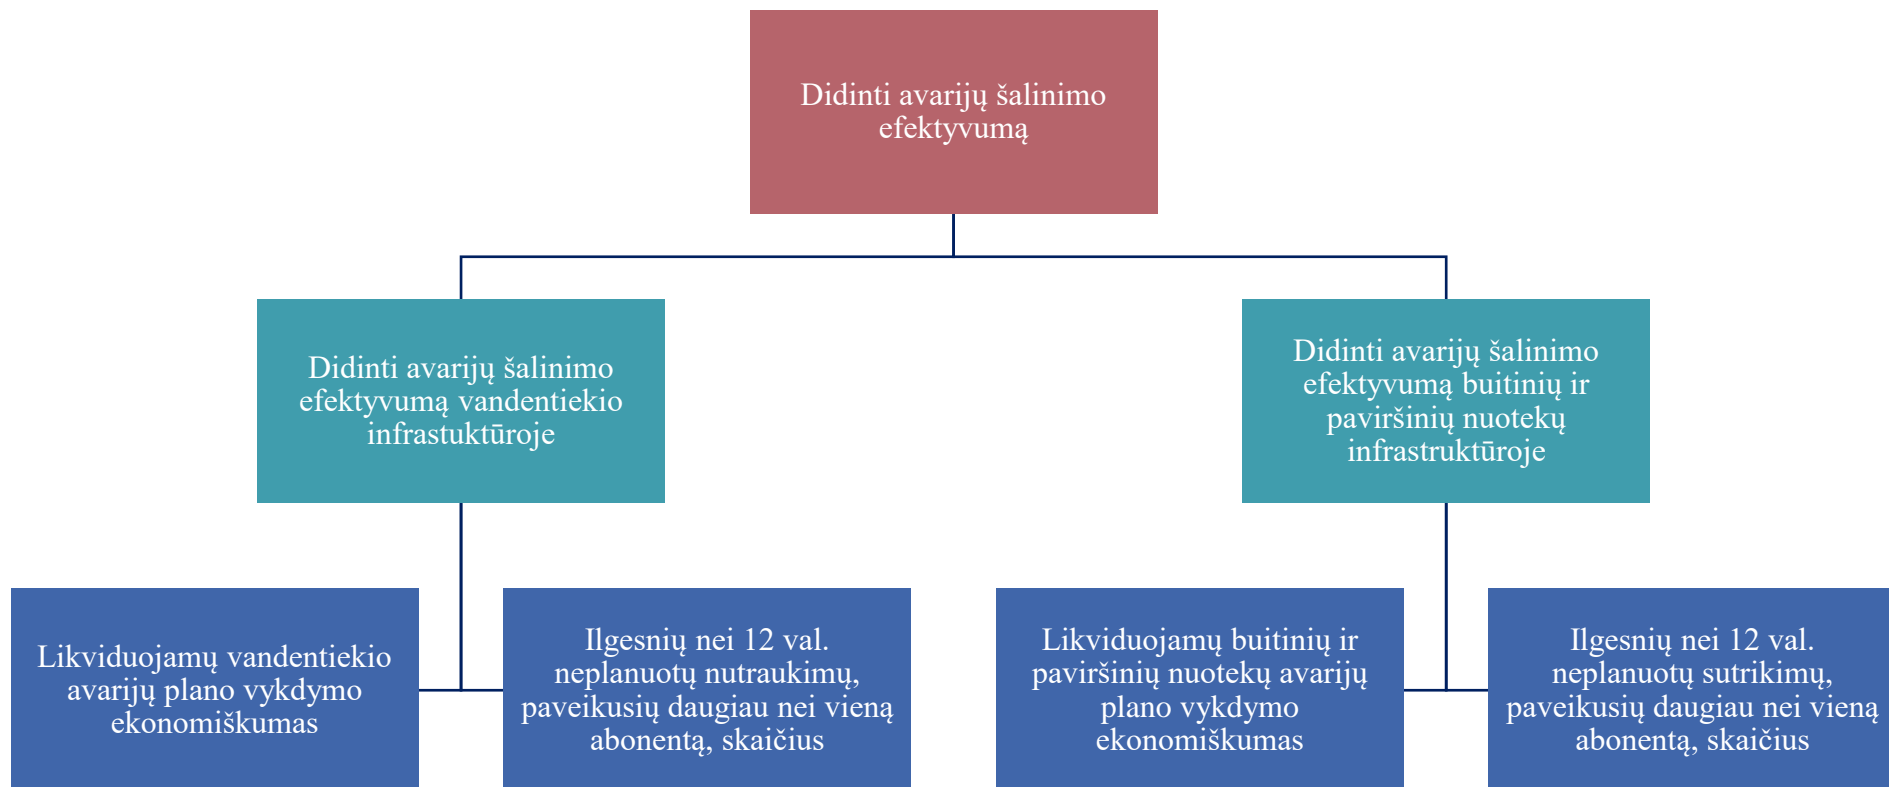 Didinti avarijų šalinimo
efektyvumą
Didinti avarijų šalinimo
efektyvumą vandentiekio
infrastuktūroje
Didinti avarijų šalinimo
efektyvumą buitinių ir
paviršinių nuotekų
infrastruktūroje
Likviduojamų vandentiekio
avarijų plano vykdymo
ekonomiškumas
Ilgesnių nei 12 val.
neplanuotų nutraukimų,
paveikusių daugiau nei vieną
abonentą, skaičius
Likviduojamų buitinių ir
paviršinių nuotekų avarijų
plano vykdymo
ekonomiškumas
Ilgesnių nei 12 val.
neplanuotų sutrikimų,
paveikusių daugiau nei vieną
abonentą, skaičius